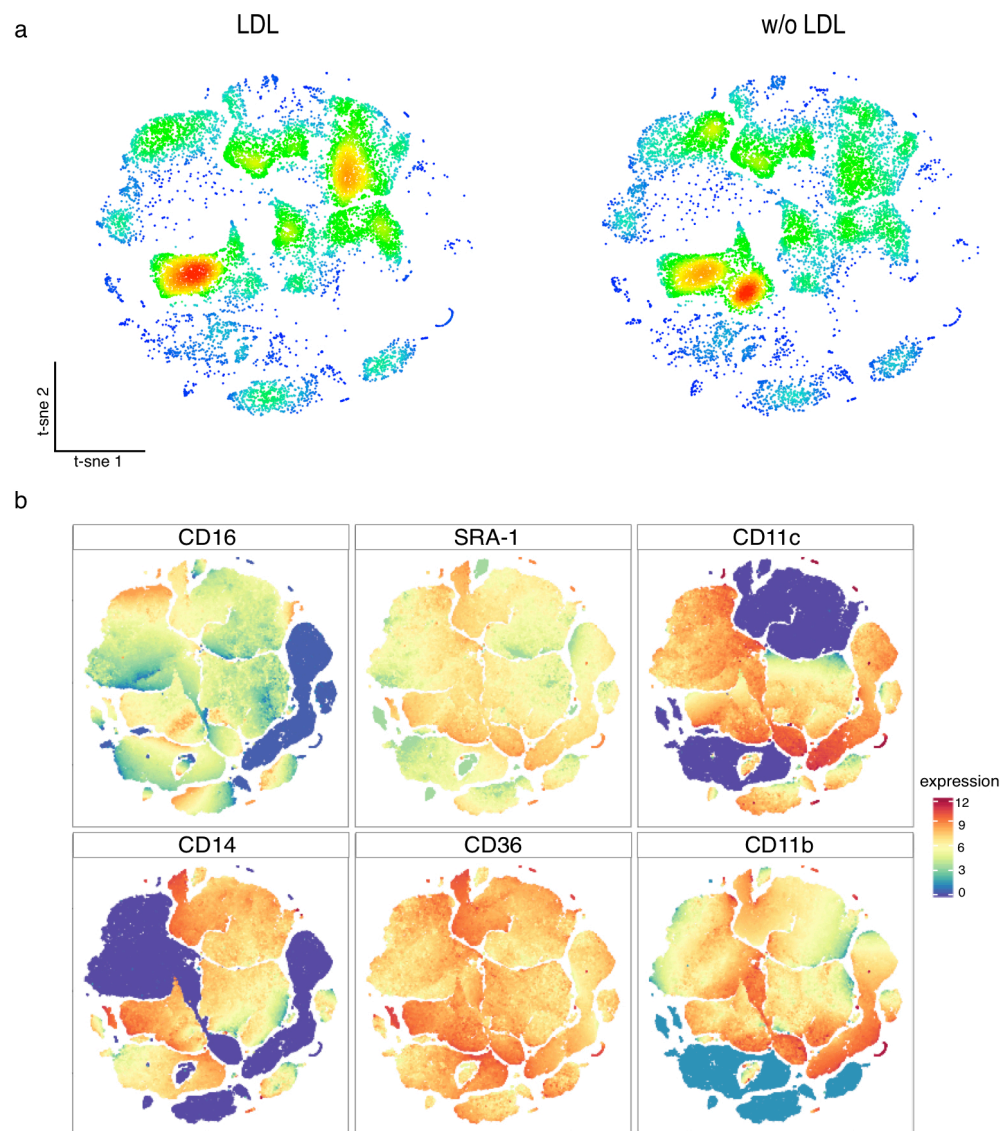 a
LDL
w/o LDL
t-sne 2
t-sne 1
b
CD16
SRA-1
CD11c
expression
12
9
6
3
0
CD14
CD36
CD11b